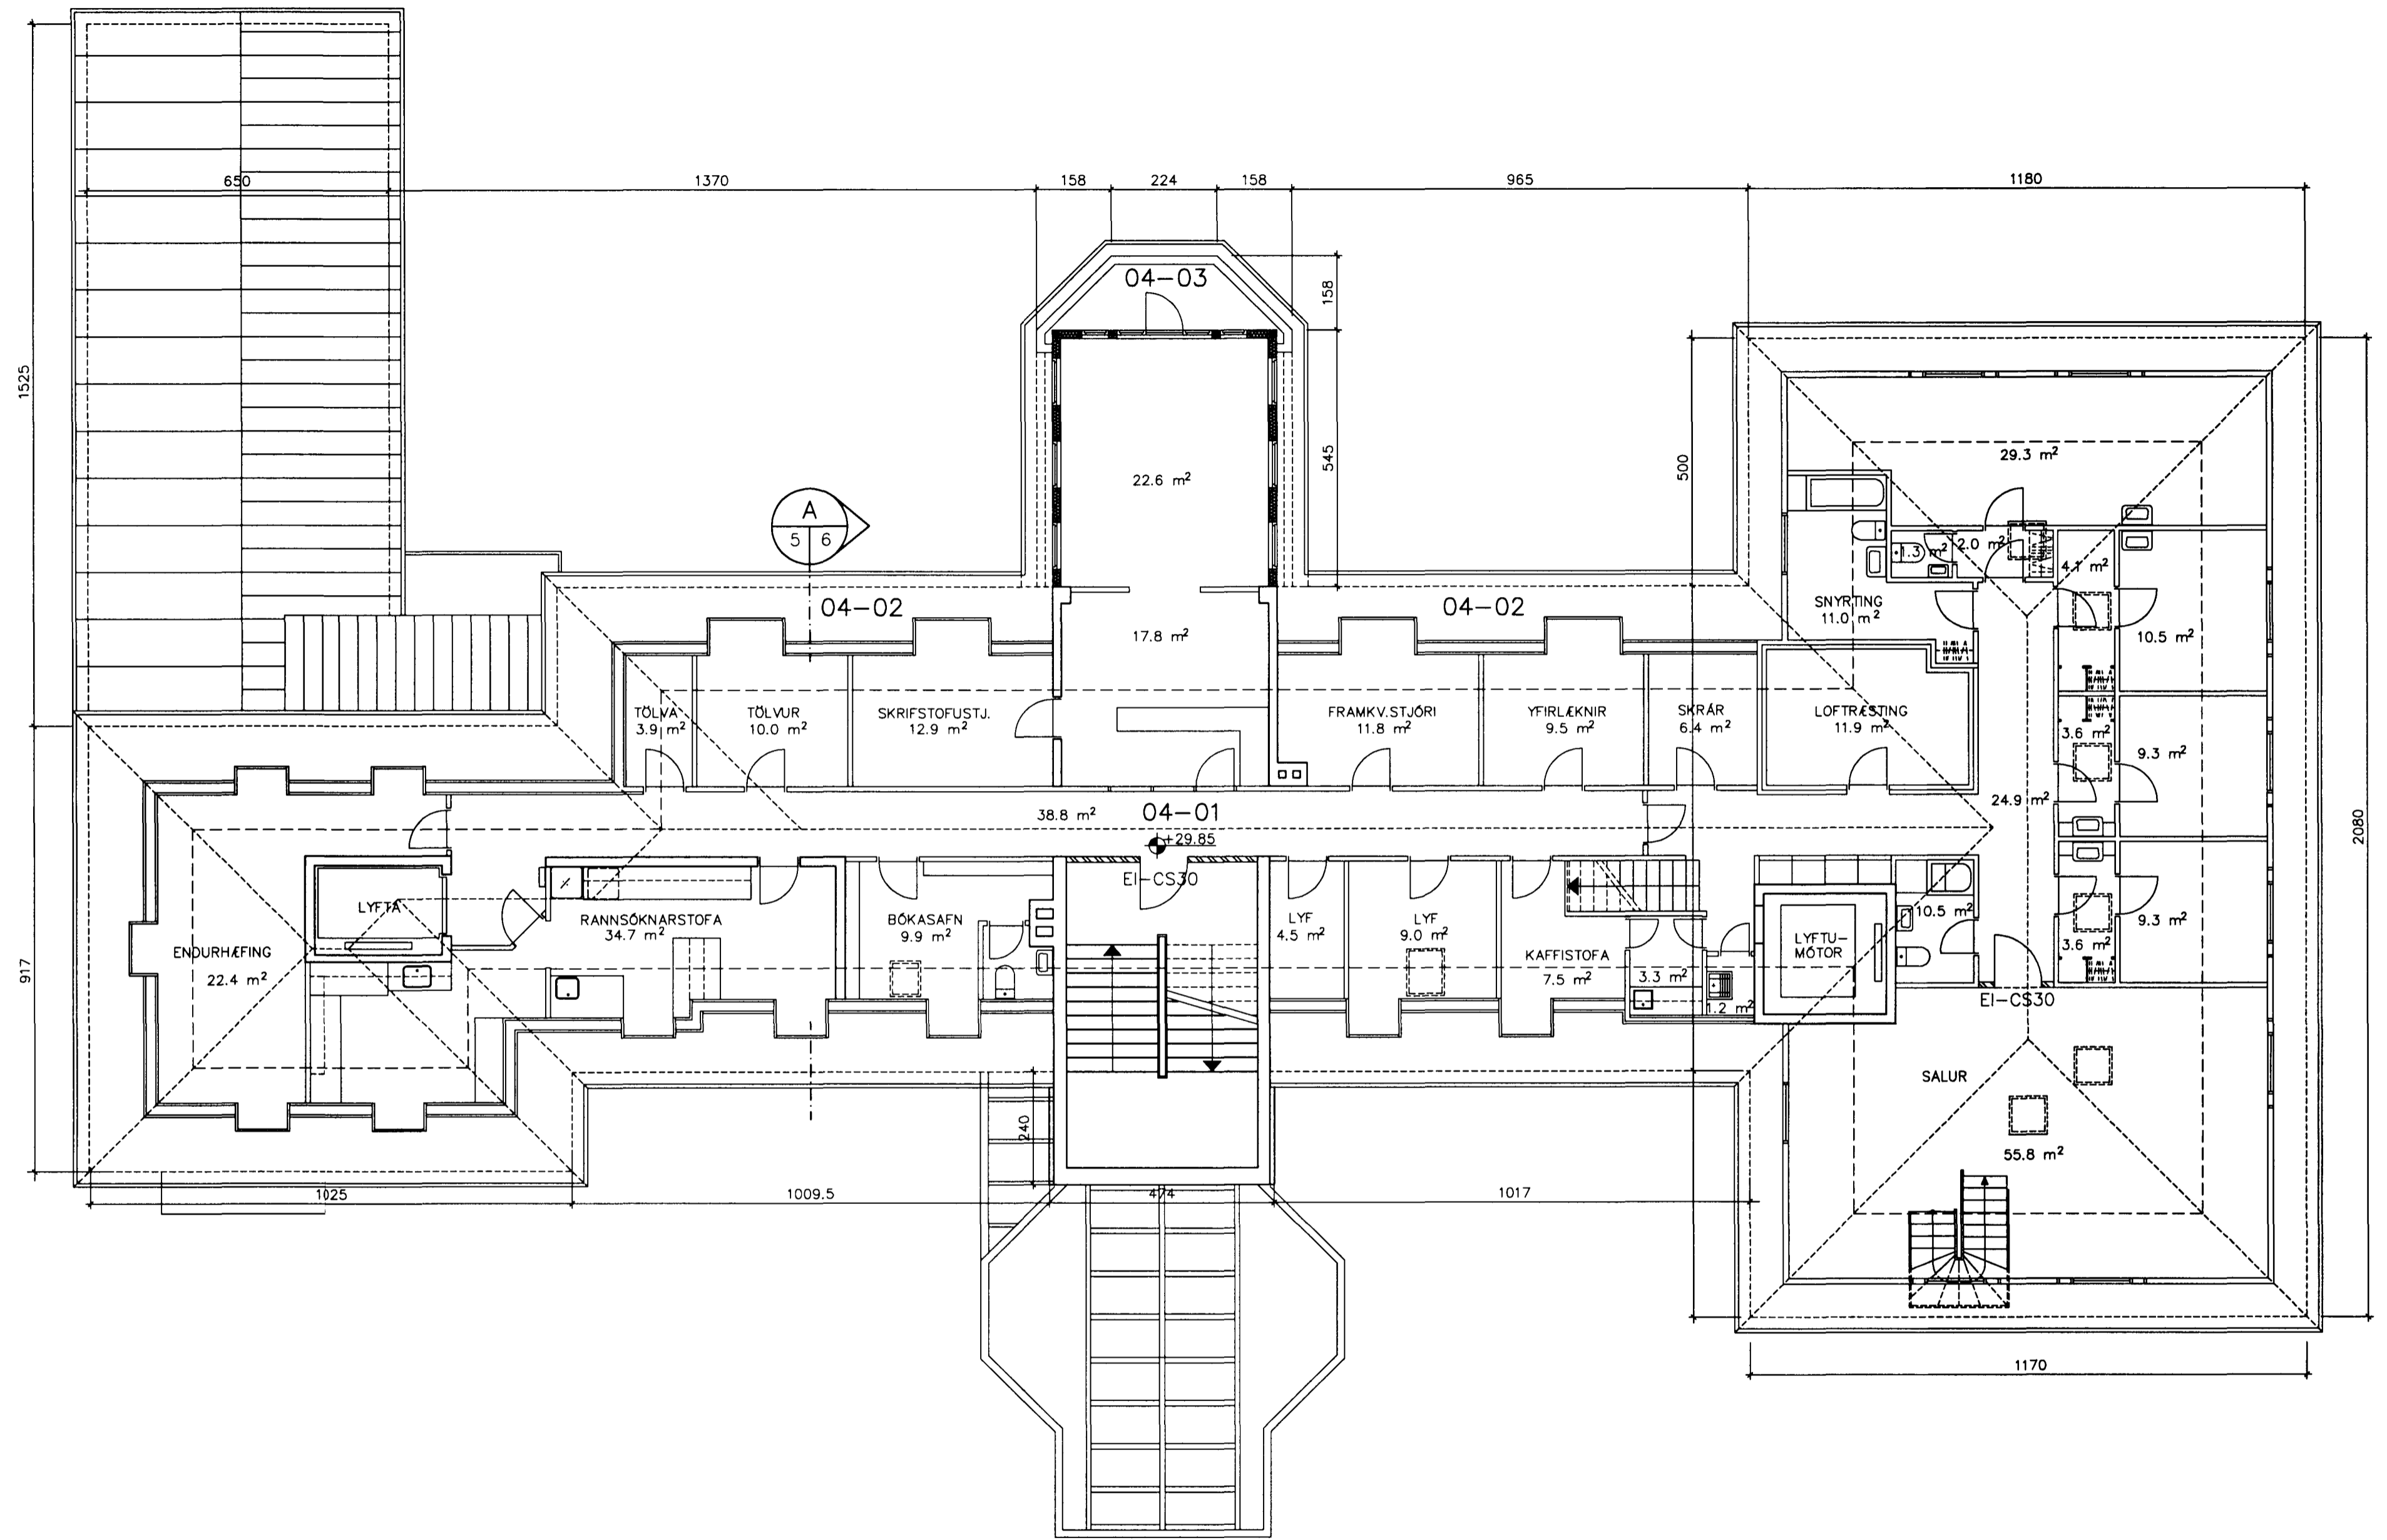 650
1370
158
224
158
965
1180
04-03
158
1525
545
500
29.3 m²
22.6 m²
A
5 6
1.3 m²
2.0 m²
4.1 m²
04-02
04-02
SNYRTING
11.0 m²
17.8 m²
10.5 m²
TÖLVA
3.9 m²
TÖLVUR
10.0 m²
SKRIFSTOFUSTJ.
12.9 m²
FRAMKV.STJÓRI
11.8 m²
YFIRLÆKNIR
9.5 m²
SKRÁR
6.4 m²
LOFTRÆSTING
11.9 m²
3.6 m²
9.3 m²
24.9 m²
38.8 m²
04-01
+29.85
2080
EI-CS30
LYFTA
RANNSÓKNARSTOFA
34.7 m²
BÓKASAFN
9.9 m²
LYF
4.5 m²
LYF
9.0 m²
10.5 m²
9.3 m²
ENDURHÆFING
22.4 m²
KAFFISTOFA
7.5 m²
3.3 m²
LYFTU-
MÓTOR
3.6 m²
917
1.2 m²
EI-CS30
SALUR
240
55.8 m²
1025
1009.5
474
1017
1170